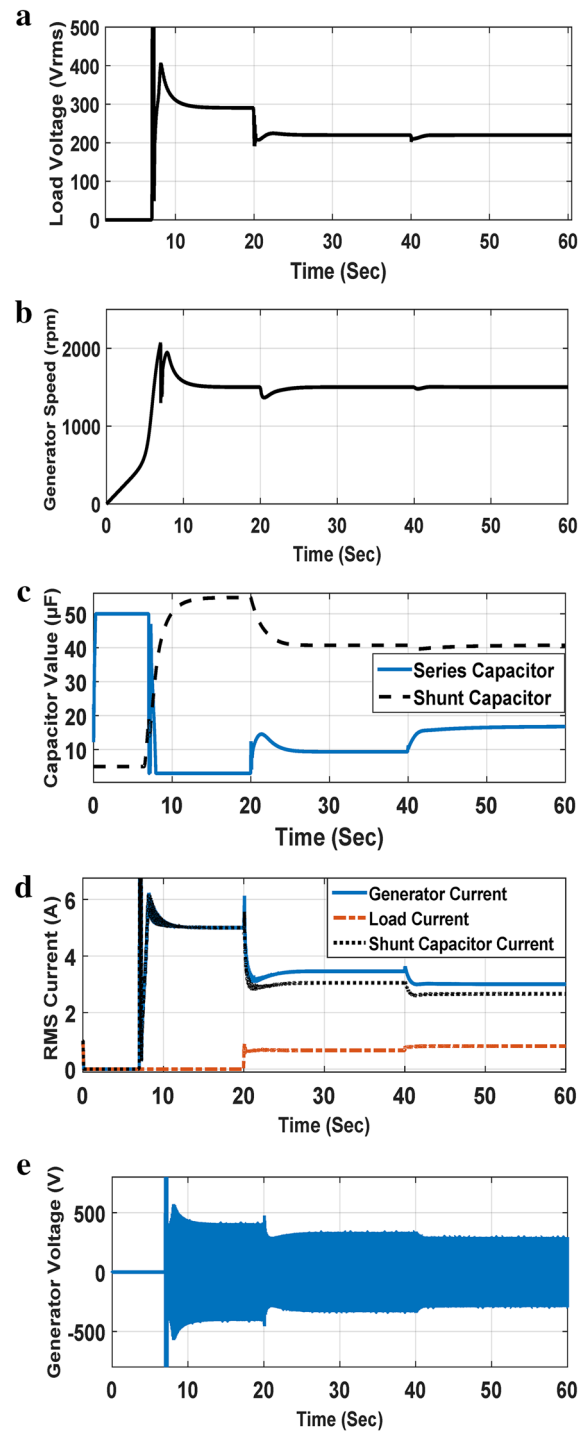 a
Load Voltage (Vrms)
500
400
300
200
100
0
10 20 30 40 50 60
Time (Sec)
b
Generator Speed (rpm)
2000
1000
0
0 10 20 30 40 50 60
Time (Sec)
c
Capacitor Value (µF)
50
40
30
20
10
Series Capacitor
Shunt Capacitor
0 10 20 30 40 50 60
Time (Sec)
d
RMS Current (A)
6
4
2
0
Generator Current
Load Current
Shunt Capacitor Current
0 10 20 30 40 50 60
Time (Sec)
e
Generator Voltage (V)
500
0
-500
0 10 20 30 40 50 60
Time (Sec)